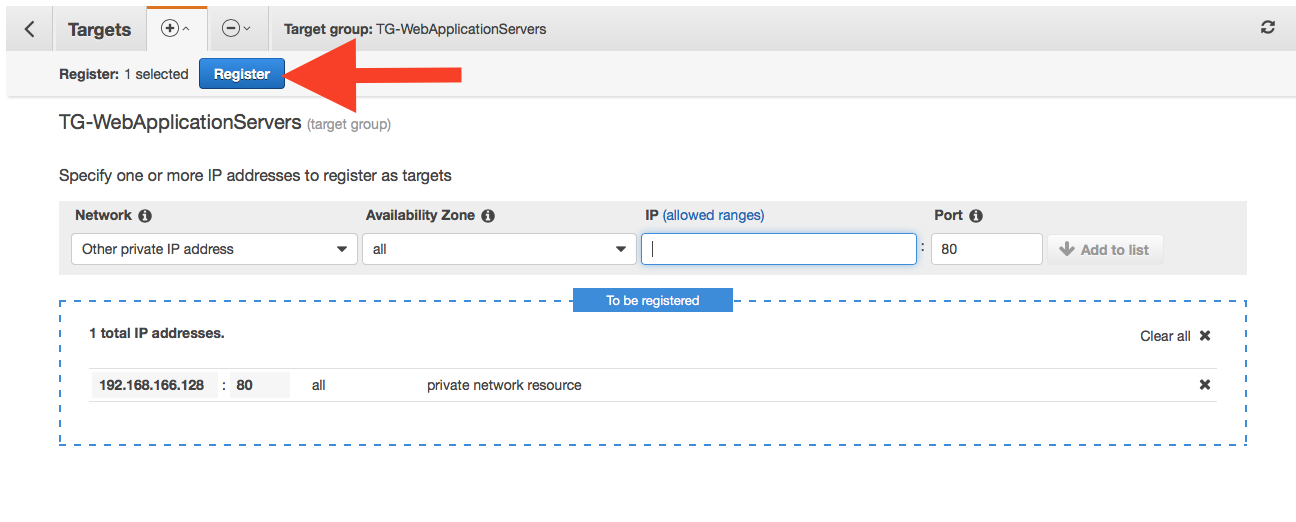 Targets
Target group: TG-WebApplicationServers
Register: 1 selected Register
TG-WebApplicationServers (target group)
Specify one or more IP addresses to register as targets
Network Availability Zone IP (allowed ranges) Port
Other private IP address all : 80 Add to list
To be registered
1 total IP addresses.
Clear all
192.168.166.128 : 80 all private network resource